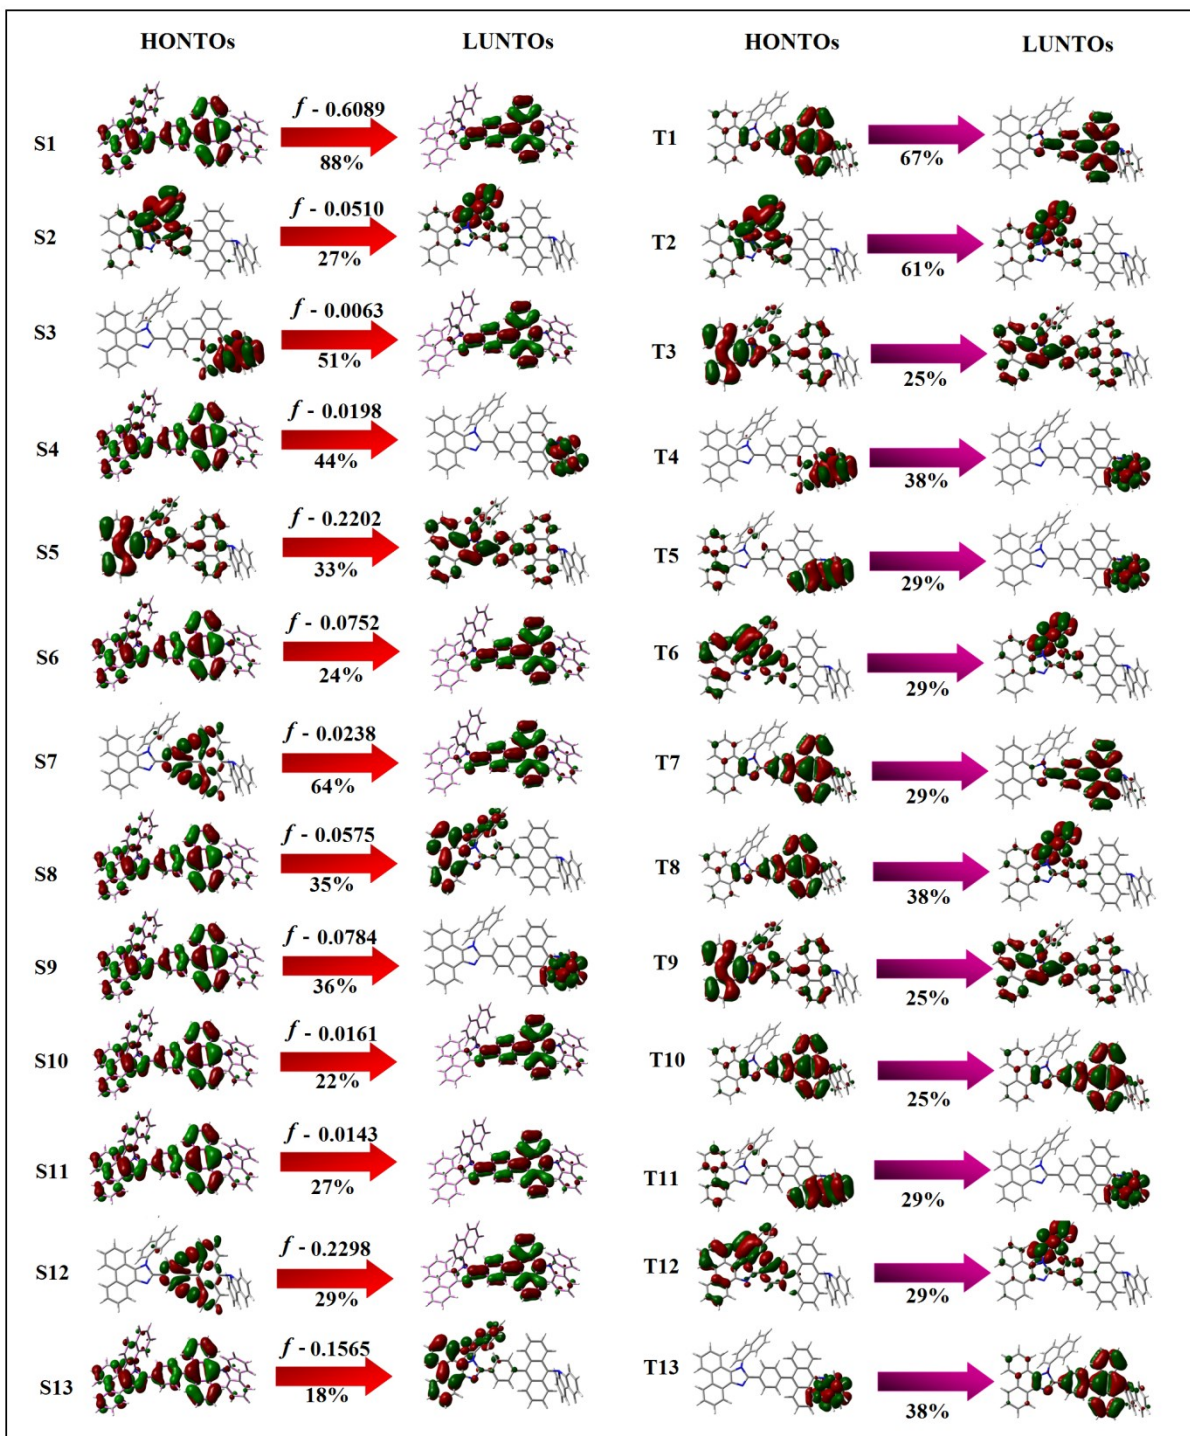 HONTOs LUNTOs HONTOs LUNTOs
S1 f - 0.6089 88% T1 67%
S2 f - 0.0510 27% T2 61%
S3 f - 0.0063 51% T3 25%
S4 f - 0.0198 44% T4 38%
S5 f - 0.2202 33% T5 29%
S6 f - 0.0752 24% T6 29%
S7 f - 0.0238 64% T7 29%
S8 f - 0.0575 35% T8 38%
S9 f - 0.0784 36% T9 25%
S10 f - 0.0161 22% T10 25%
S11 f - 0.0143 27% T11 29%
S12 f - 0.2298 29% T12 29%
S13 f - 0.1565 18% T13 38%